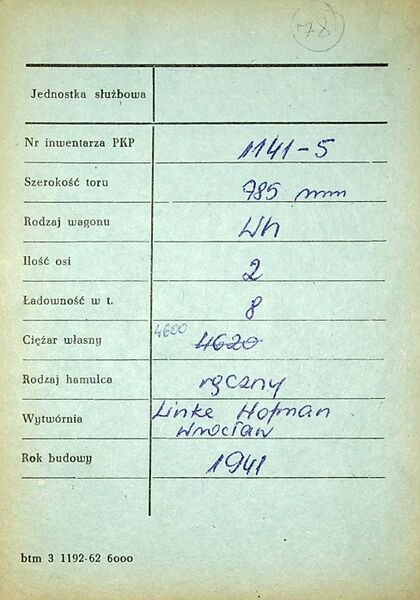 78
Jednostka służbowa
Nr inwentarza PKP 1141-5
Szerokość toru 785 mm
Rodzaj wagonu Wh
Ilość osi 2
Ładowność w t. 8
Ciężar własny 4600 4620
Rodzaj hamulca ręczny
Wytwórnia Linke Hofman
Wrocław
Rok budowy 1941
btm 3 1192-62 6000